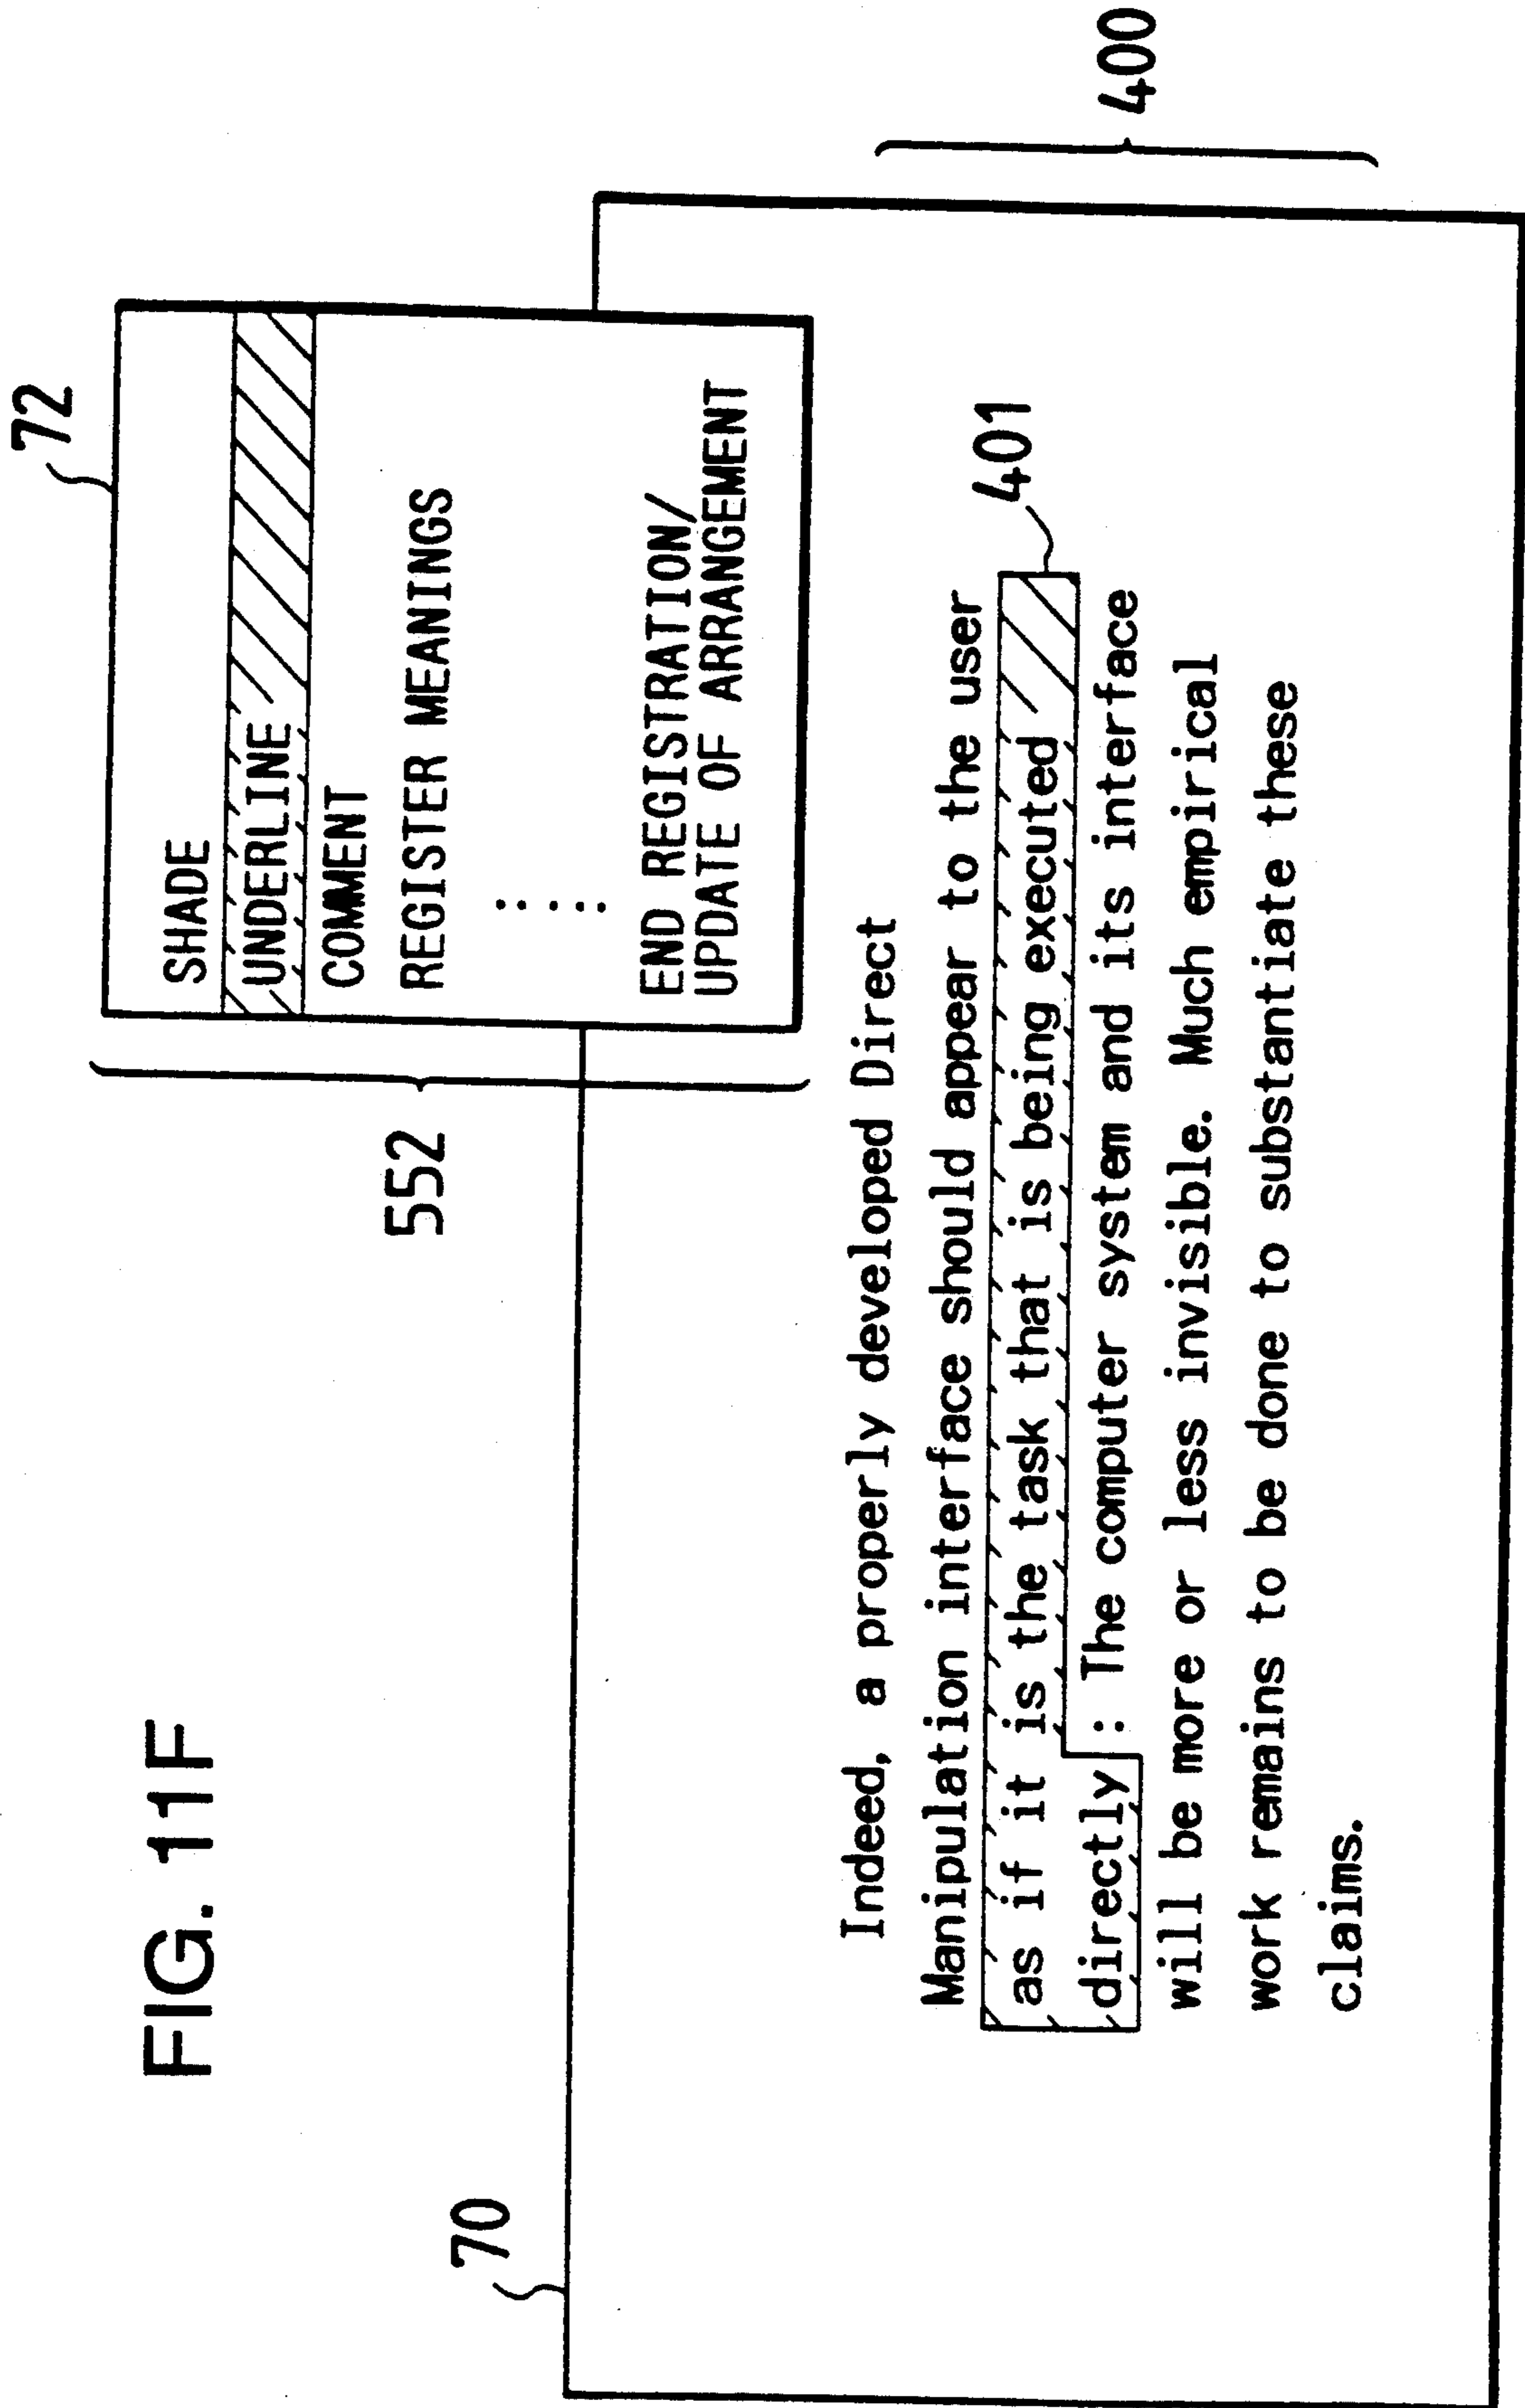 FIG. 11F
72
552
SHADE
UNDERLINE
COMMENT
REGISTER MEANINGS
.....
END REGISTRATION/
UPDATE OF ARRANGEMENT
70
Indeed, a properly developed Direct
Manipulation interface should appear to the user
as if it is the task that is being executed
directly : The computer system and its interface
will be more or less invisible. Much empirical
work remains to be done to substantiate these
claims.
401
400